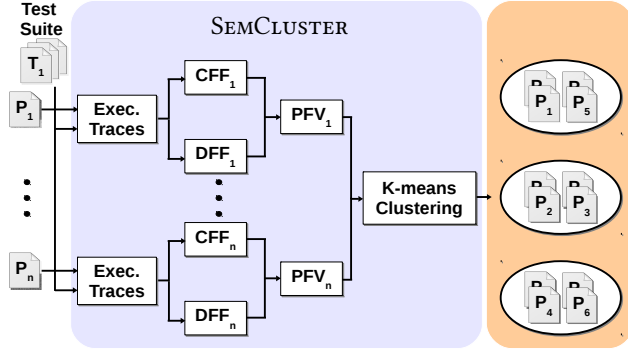 Test
Suite
T1
SEMCLUSTER
P1
Exec.
Traces
CFF1
DFF1
PFV1
K-means
Clustering
Pn
Exec.
Traces
CFFn
DFFn
PFVn
P P
P1 P5
P P
P2 P3
P P
P4 P6